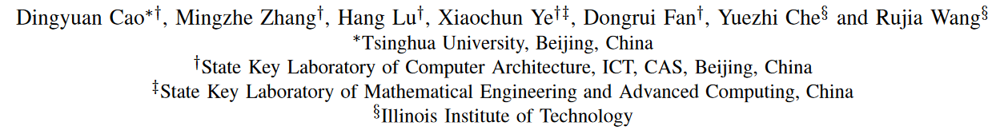 Dingyuan Cao*†, Mingzhe Zhang†, Hang Lu†, Xiaochun Ye†‡, Dongrui Fan†, Yuezhi Che§ and Rujia Wang§
*Tsinghua University, Beijing, China
†State Key Laboratory of Computer Architecture, ICT, CAS, Beijing, China
‡State Key Laboratory of Mathematical Engineering and Advanced Computing, China
§Illinois Institute of Technology